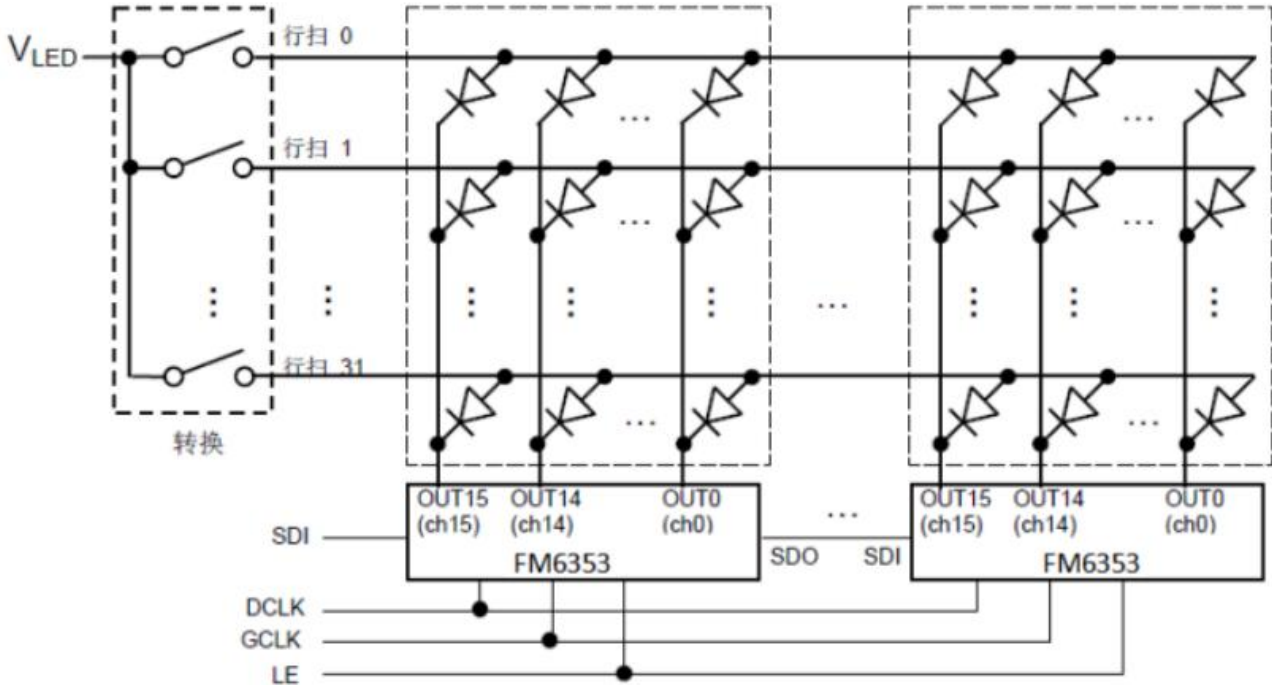 VLED
行扫 0
行扫 1
行扫 31
转换
...
...
...
...
...
...
...
OUT15 OUT14 OUT0
(ch15) (ch14) (ch0)
FM6353
...
OUT15 OUT14 OUT0
(ch15) (ch14) (ch0)
FM6353
SDI
SDO SDI
DCLK
GCLK
LE